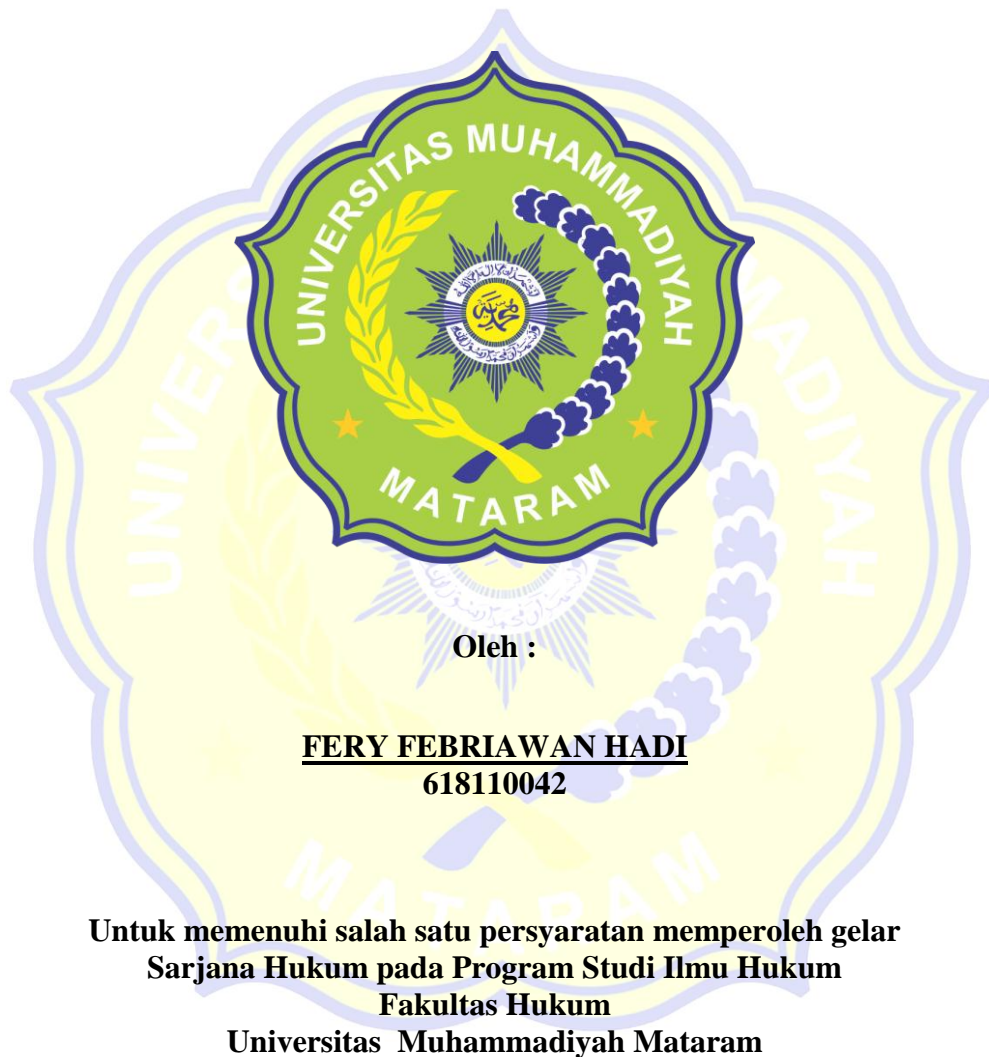 UNIVERSITAS MUHAMMADIYAH
MATARAM
Oleh :
FERY FEBRIAWAN HADI
618110042
Untuk memenuhi salah satu persyaratan memperoleh gelar
Sarjana Hukum pada Program Studi Ilmu Hukum
Fakultas Hukum
Universitas Muhammadiyah Mataram